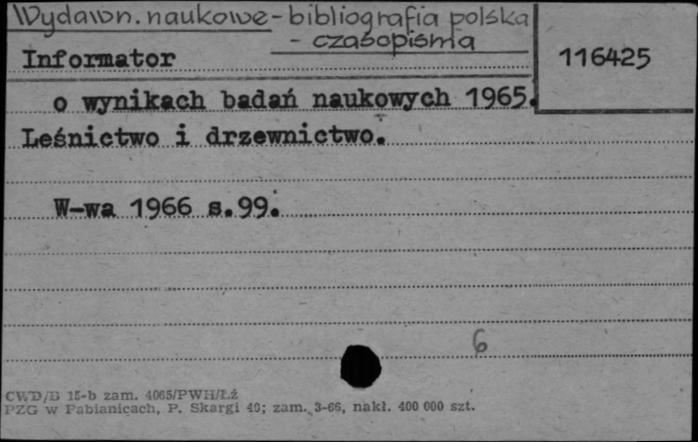 Wydawn. naukowe - bibliografia polska
- czasopisma
Informator
116425
o wynikach badań naukowych 1965.
Leśnictwo i drzewnictwo.
W-wa 1966 s.99.
6
CWD/B 15-b zam. 4065/PWH/Łż
PZG w Pabianicach, P. Skargi 40; zam. 3-66, nakł. 400 000 szt.